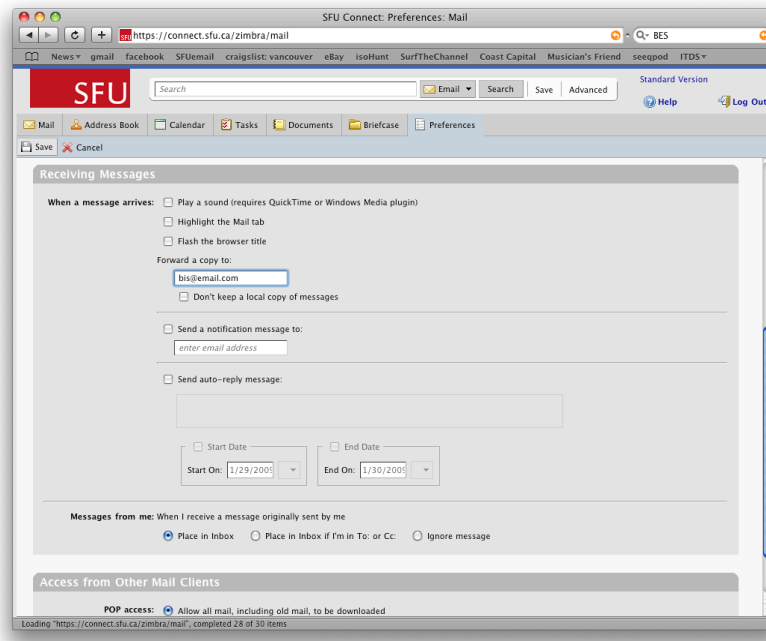 SFU Connect: Preferences: Mail
https://connect.sfu.ca/zimbra/mail
BES
News gmail facebook SFUemail craigslist: vancouver eBay isoHunt SurfTheChannel Coast Capital Musician's Friend seeqpod ITDS
SFU
Search
Email
Search
Save
Advanced
Standard Version
Help
Log Out
Mail Address Book Calendar Tasks Documents Briefcase Preferences
Save Cancel
Receiving Messages
When a message arrives: Play a sound (requires QuickTime or Windows Media plugin)
Highlight the Mail tab
Flash the browser title
Forward a copy to:
bis@email.com
Don't keep a local copy of messages
Send a notification message to:
enter email address
Send auto-reply message:
Start Date End Date
Start On: 1/29/2009 End On: 1/30/2009
Messages from me: When I receive a message originally sent by me
Place in Inbox Place in Inbox if I'm in To: or Cc: Ignore message
Access from Other Mail Clients
POP access: Allow all mail, including old mail, to be downloaded
Loading "https://connect.sfu.ca/zimbra/mail", completed 28 of 30 items